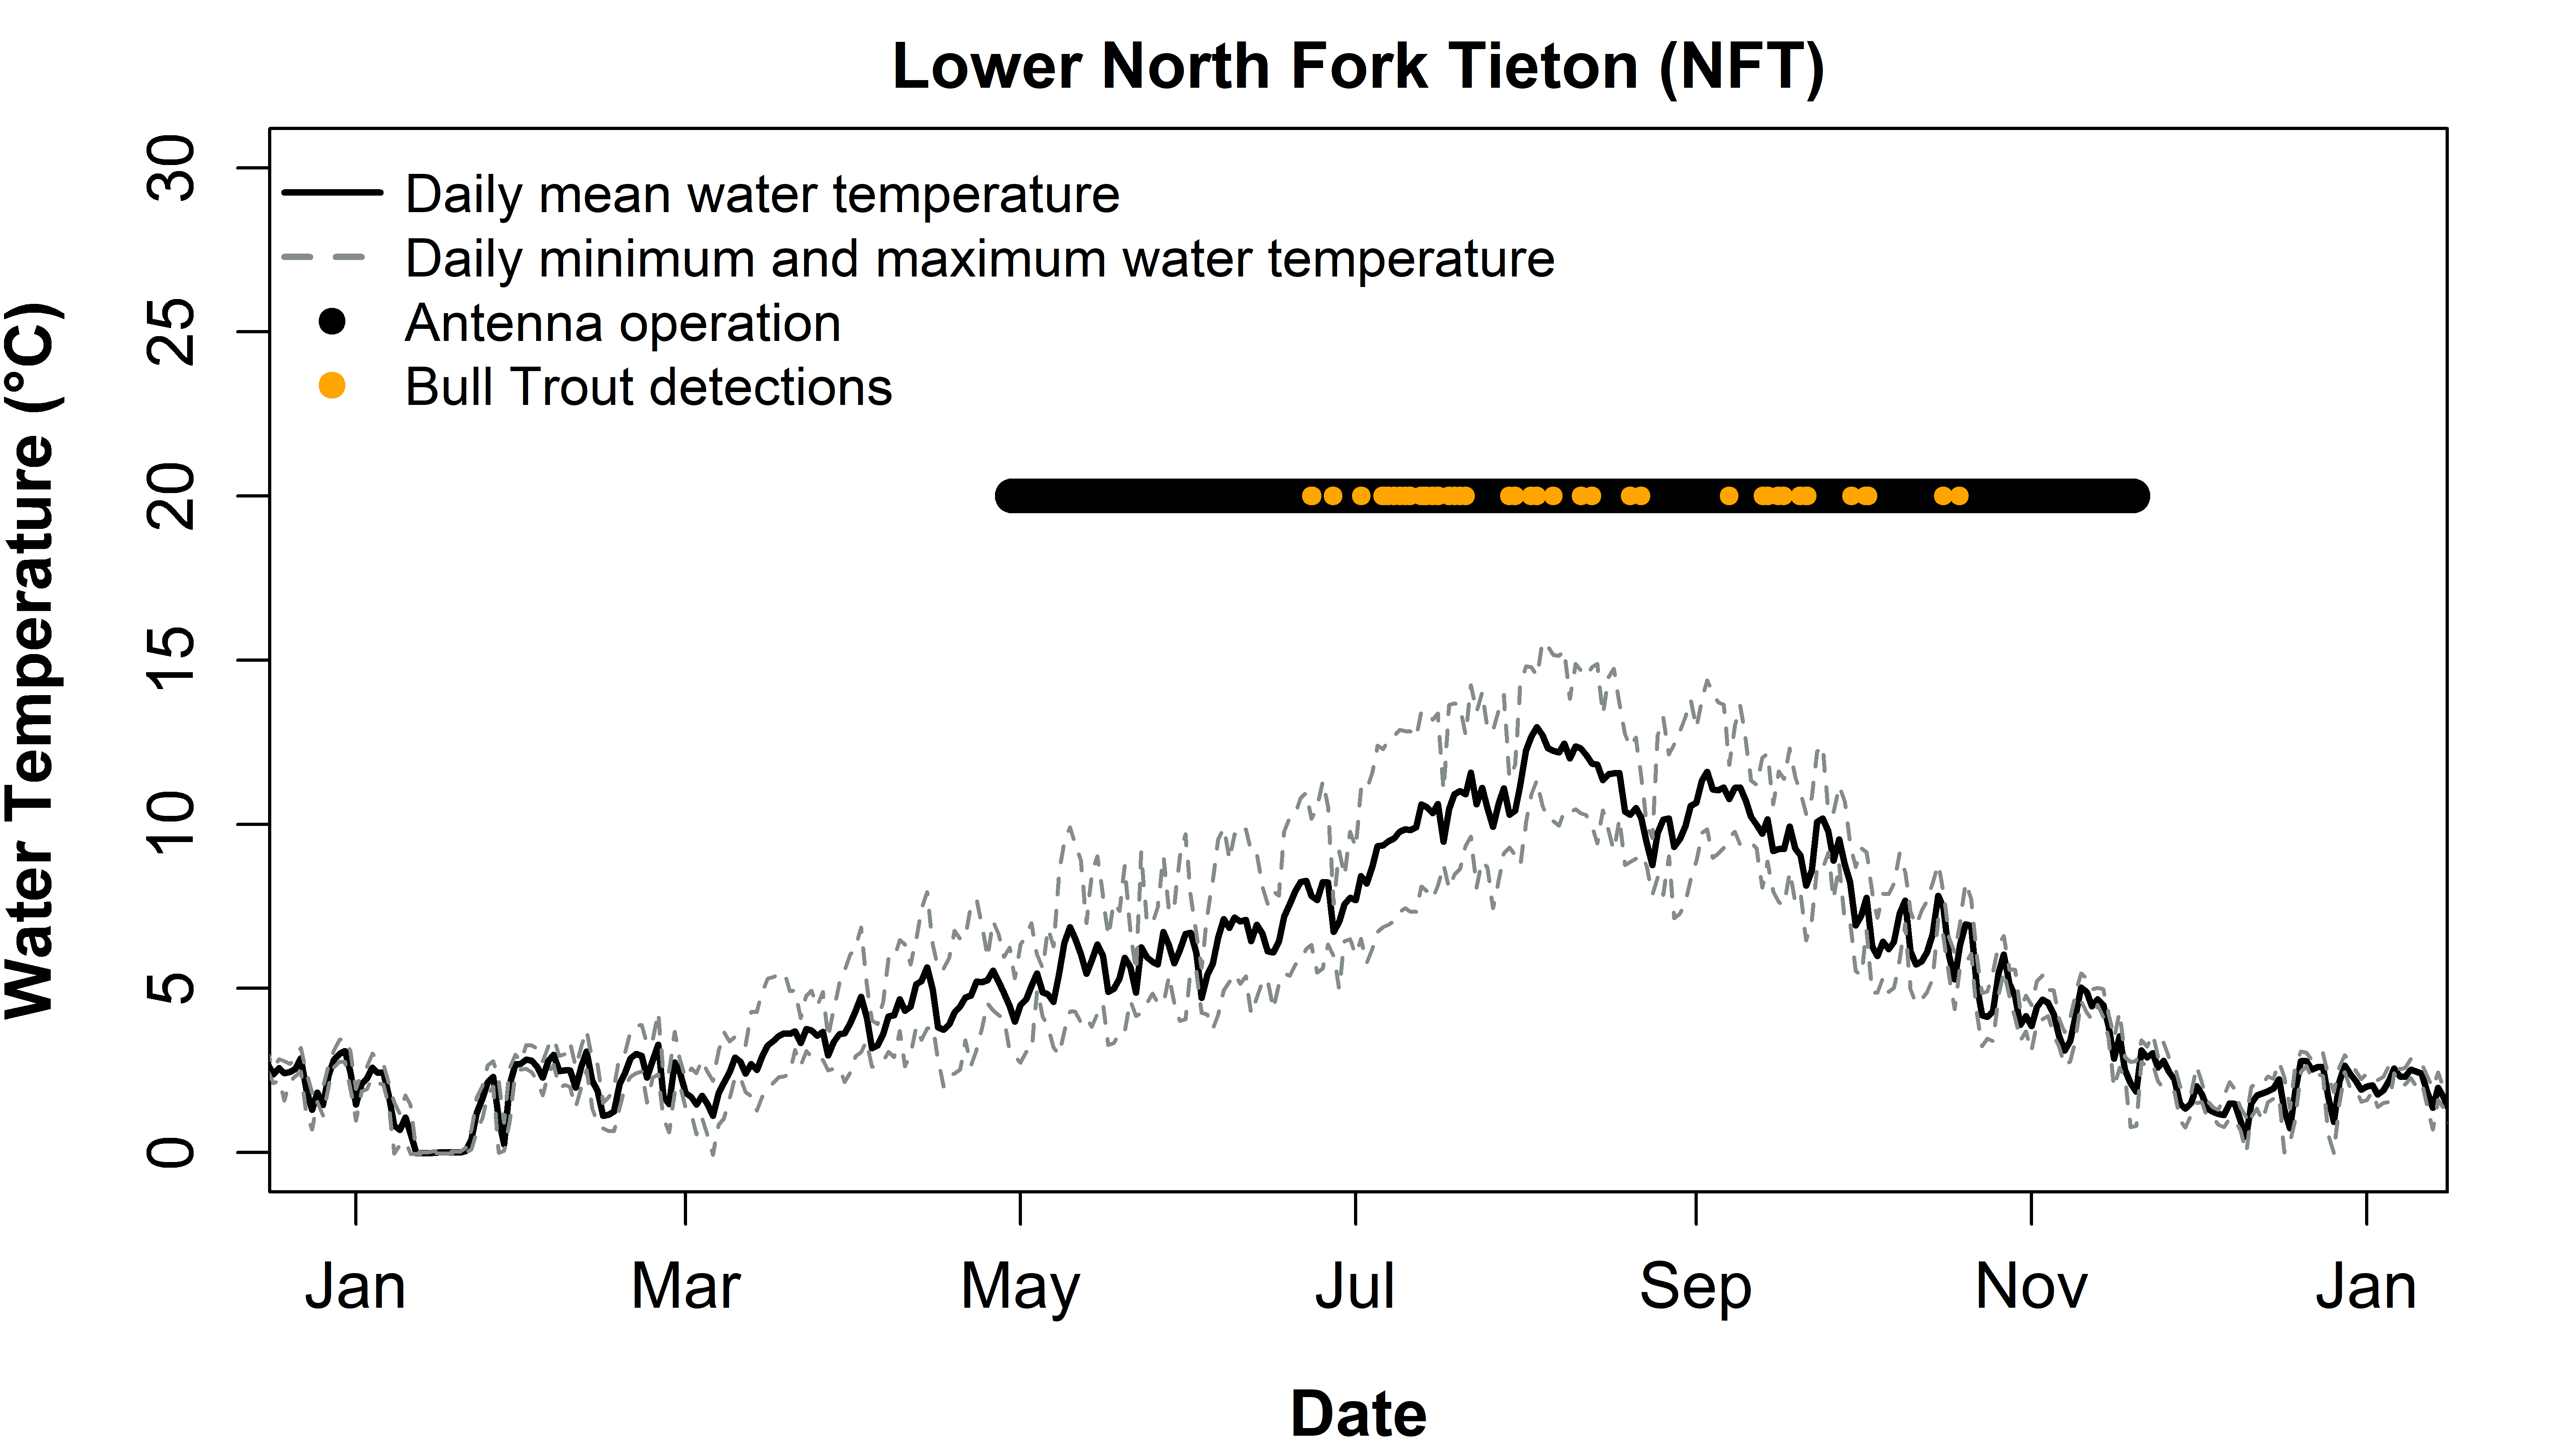 Lower North Fork Tieton (NFT)
Daily mean water temperature
Daily minimum and maximum water temperature
Antenna operation
Bull Trout detections
Water Temperature (°C)
30
25
20
15
10
5
0
Jan
Mar
May
Jul
Sep
Nov
Jan
Date